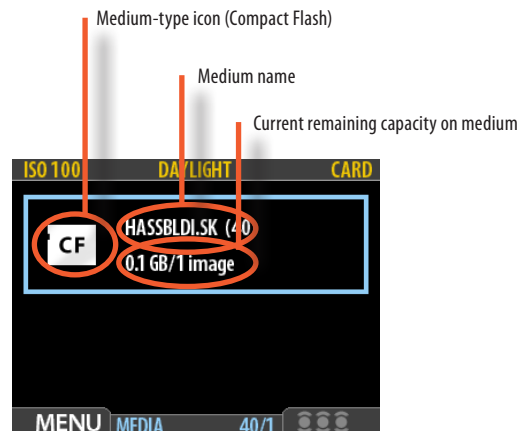 Medium-type icon (Compact Flash)
Medium name
Current remaining capacity on medium
ISO 100 DAYLIGHT CARD
CF HASSBLDI.SK (40)
0.1 GB/1 image
MENU MEDIA 40/1